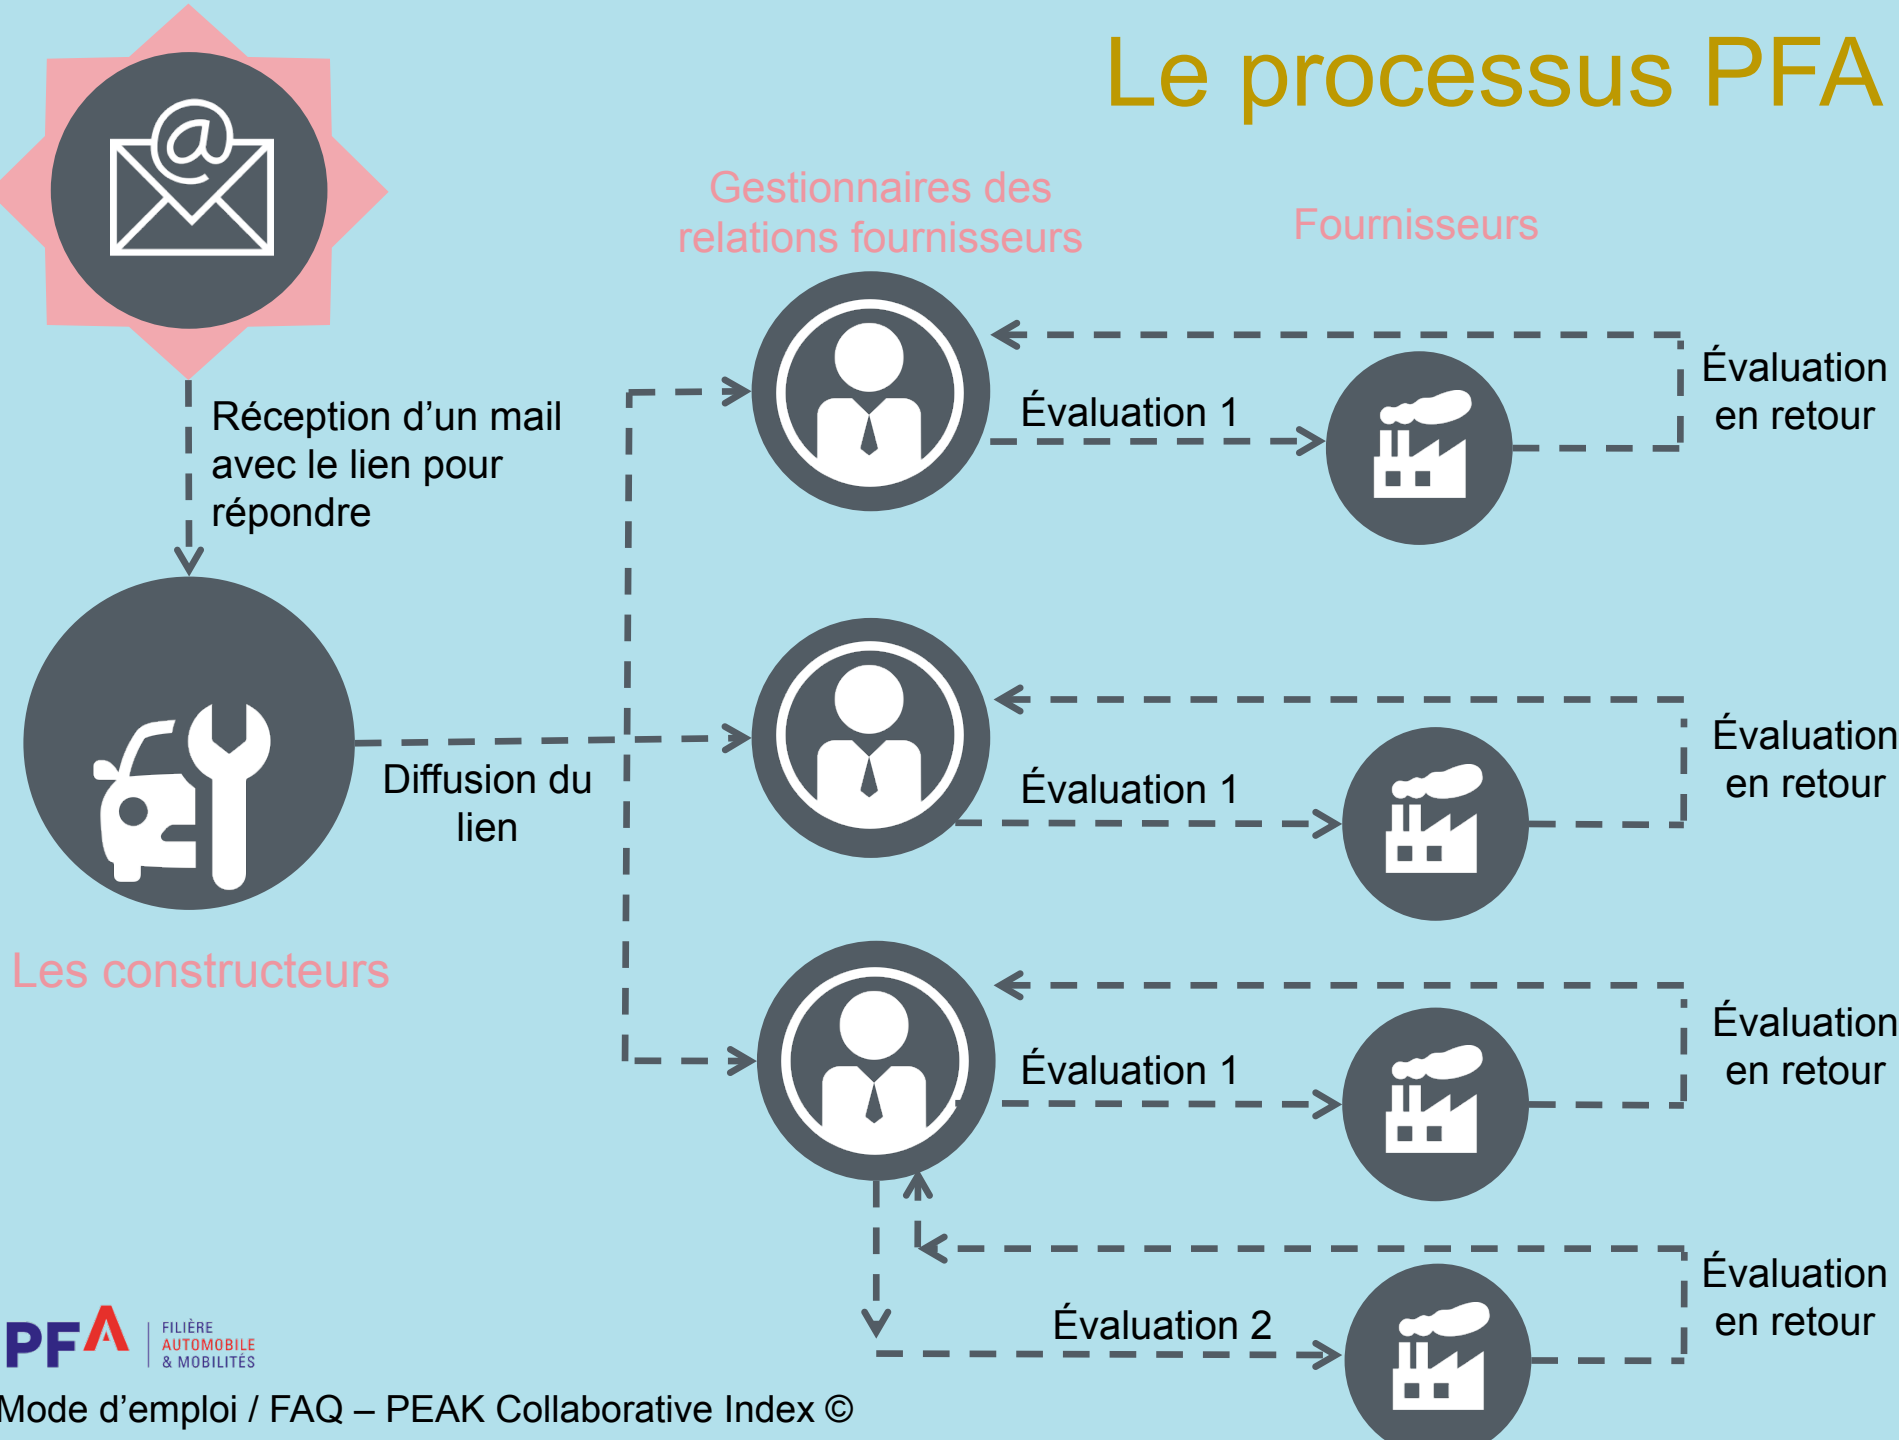 Le processus PFA
Gestionnaires des
relations fournisseurs
Fournisseurs
Réception d’un mail
avec le lien pour
répondre
Évaluation 1
Évaluation
en retour
Diffusion du
lien
Évaluation 1
Évaluation
en retour
Les constructeurs
Évaluation 1
Évaluation
en retour
Évaluation 2
Évaluation
en retour
PFA
FILIÈRE
AUTOMOBILE
& MOBILITÉS
Mode d’emploi / FAQ – PEAK Collaborative Index ©